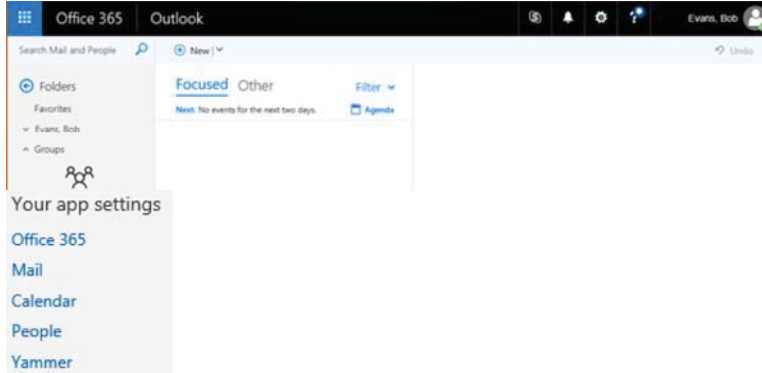 Office 365 Outlook Evans, Bob
Search Mail and People New Undo
Folders Focused Other Filter
Favorites Next: No events for the next two days. Agenda
Evans, Bob
Groups
Your app settings
Office 365
Mail
Calendar
People
Yammer